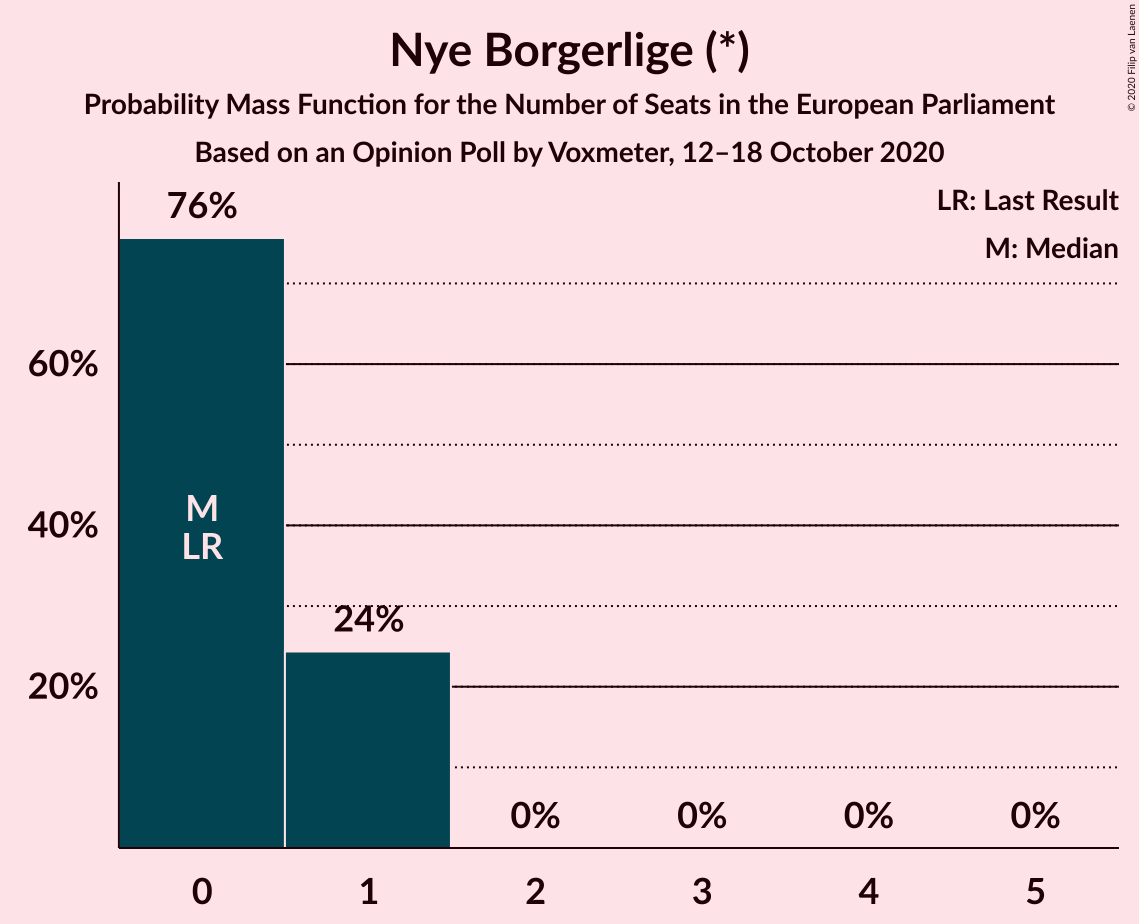 Nye Borgerlige (*)
Probability Mass Function for the Number of Seats in the European Parliament
Based on an Opinion Poll by Voxmeter, 12–18 October 2020
© 2020 Filip van Laenen
LR: Last Result
M: Median
76%
60%
40%
20%
M
LR
24%
0%
0%
0%
0%
0
1
2
3
4
5